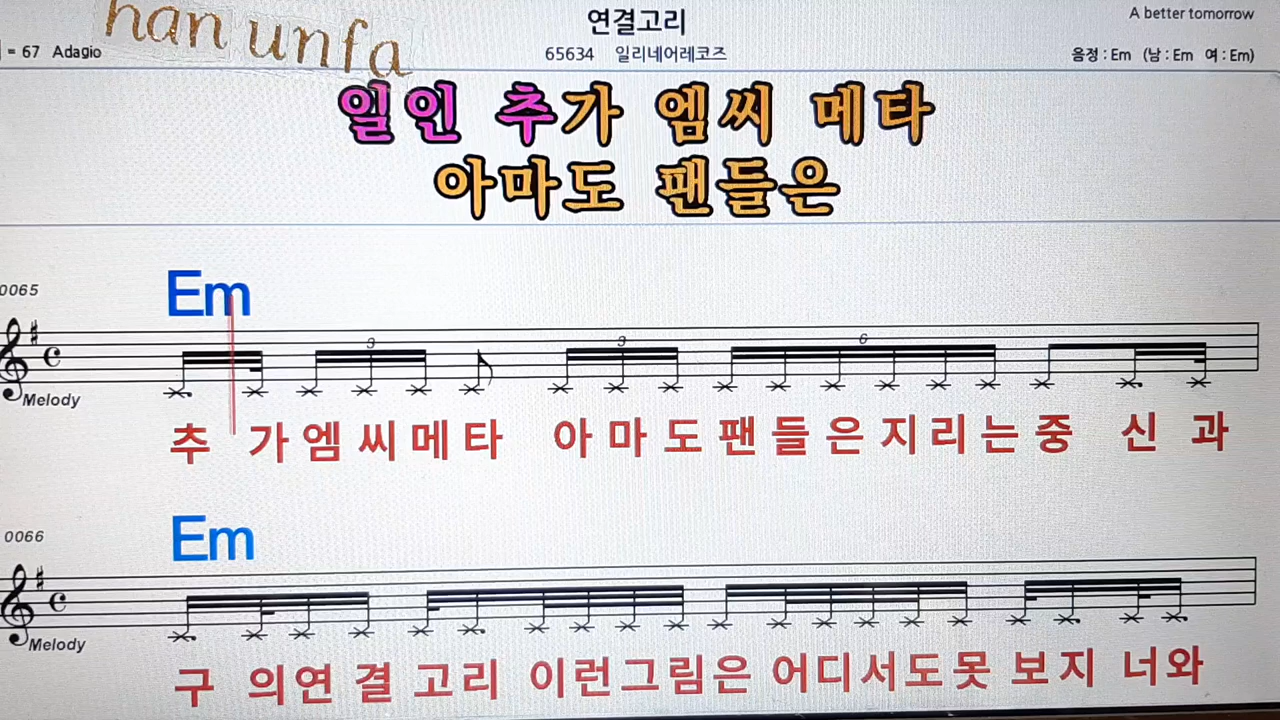 han unfa
연결고리
A better tomorrow
= 67 Adagio
65634 일리네어레코즈
음정 : Em (남 : Em 여 : Em)
일인 추가 엠씨 메타
아마도 팬들은
Em
0065
3 3 6
Melody
추 가엠씨메타 아마도팬들은지리는중 신 과
Em
0066
Melody
구 의연 결 고리 이런그림은 어디서도못 보지 너와